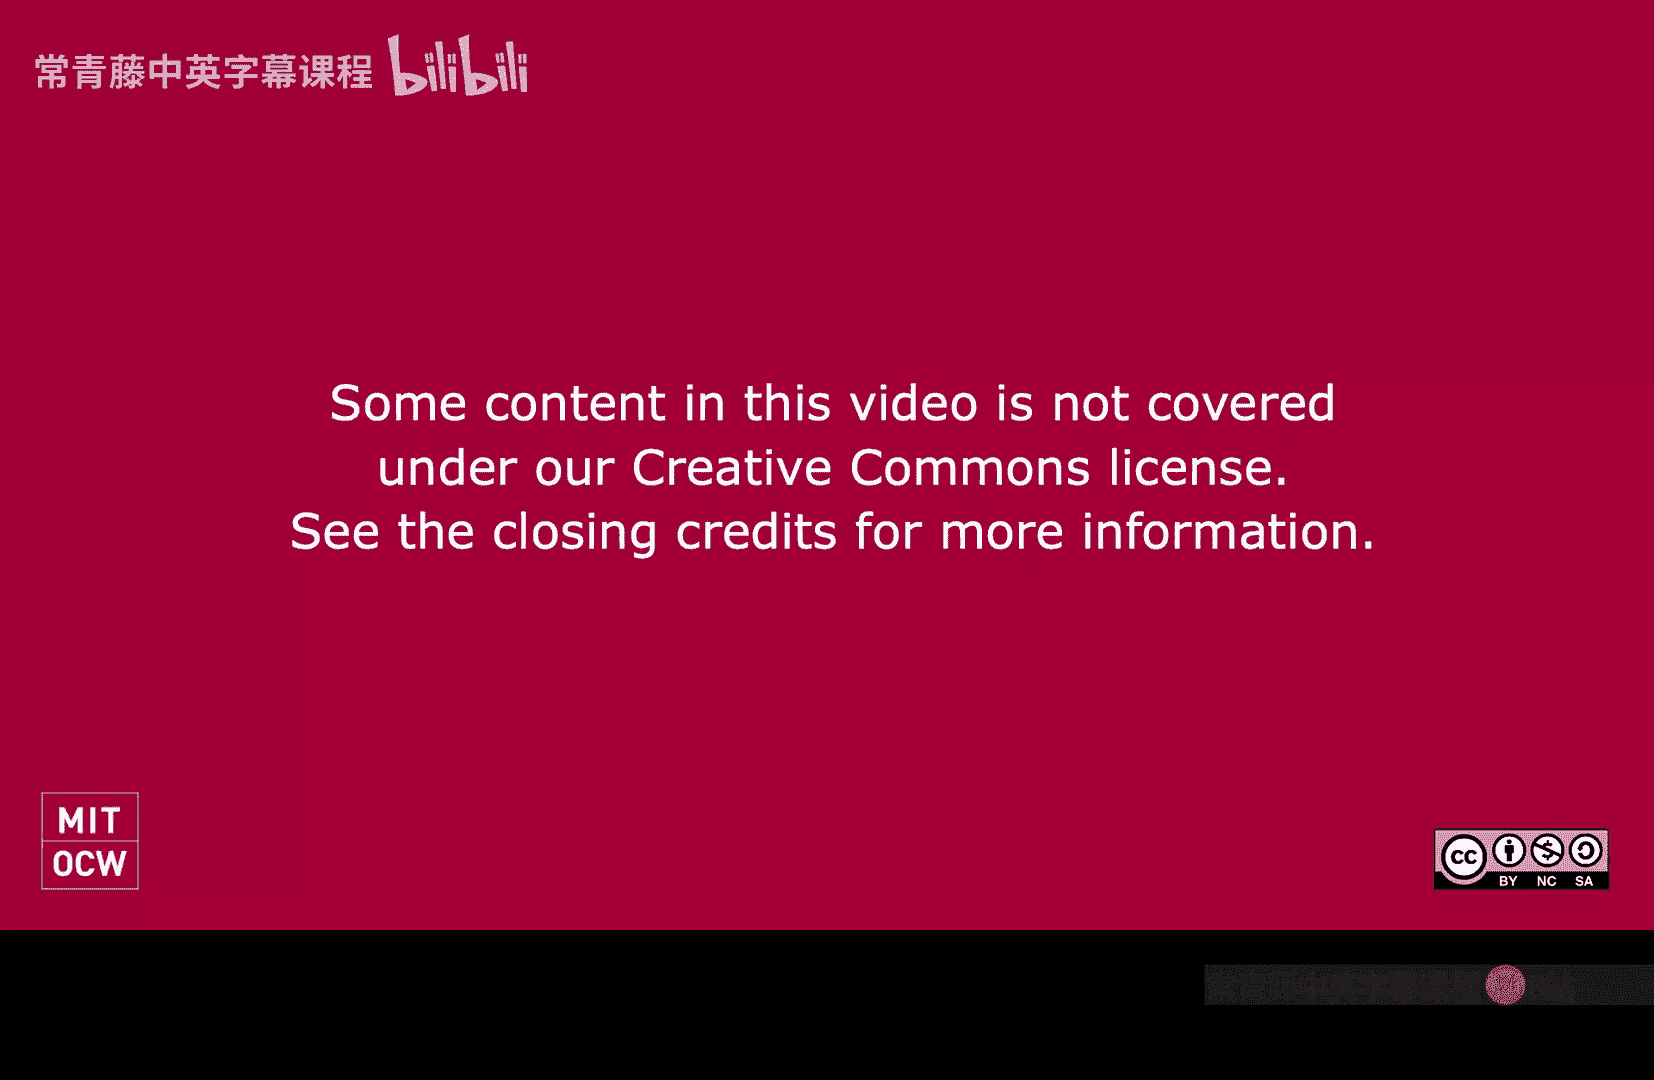 常青藤中英字幕课程 bilibili
Some content in this video is not covered
under our Creative Commons license.
See the closing credits for more information.
MIT
OCW
cc
BY NC SA